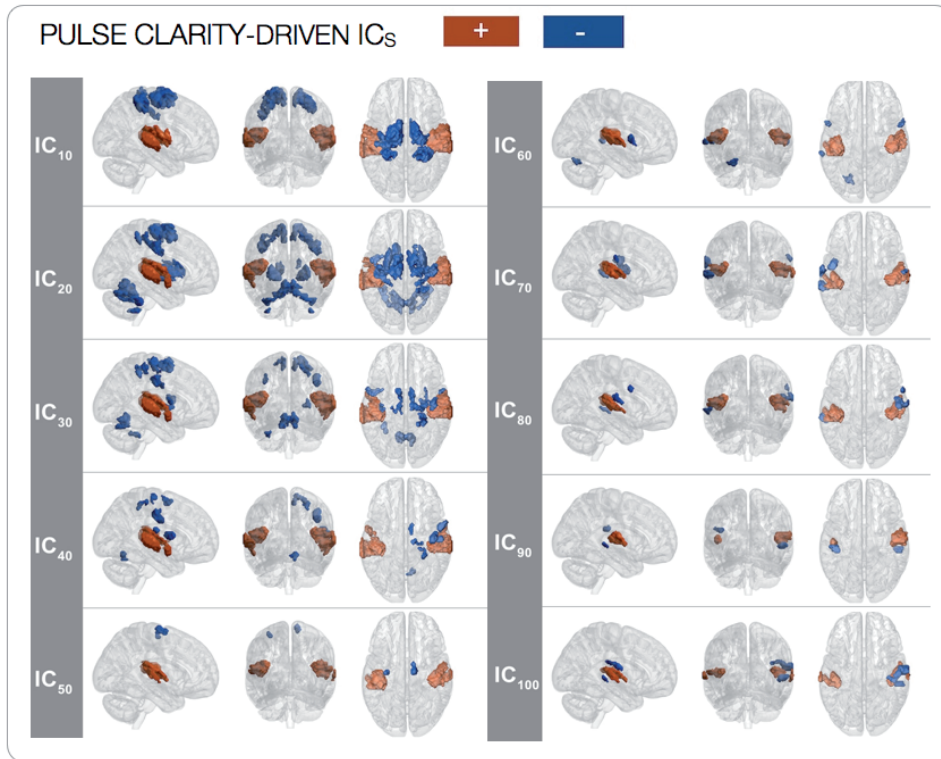 PULSE CLARITY-DRIVEN ICs
+
-
IC10
IC20
IC30
IC40
IC50
IC60
IC70
IC80
IC90
IC100